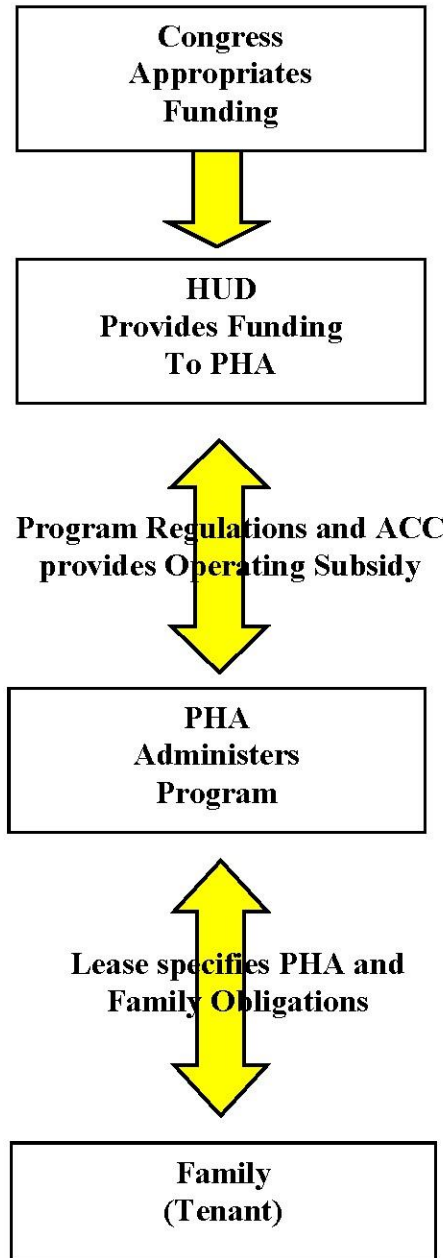 Congress
Appropriates
Funding
HUD
Provides Funding
To PHA
Program Regulations and ACC
provides Operating Subsidy
PHA
Administers
Program
Lease specifies PHA and
Family Obligations
Family
(Tenant)